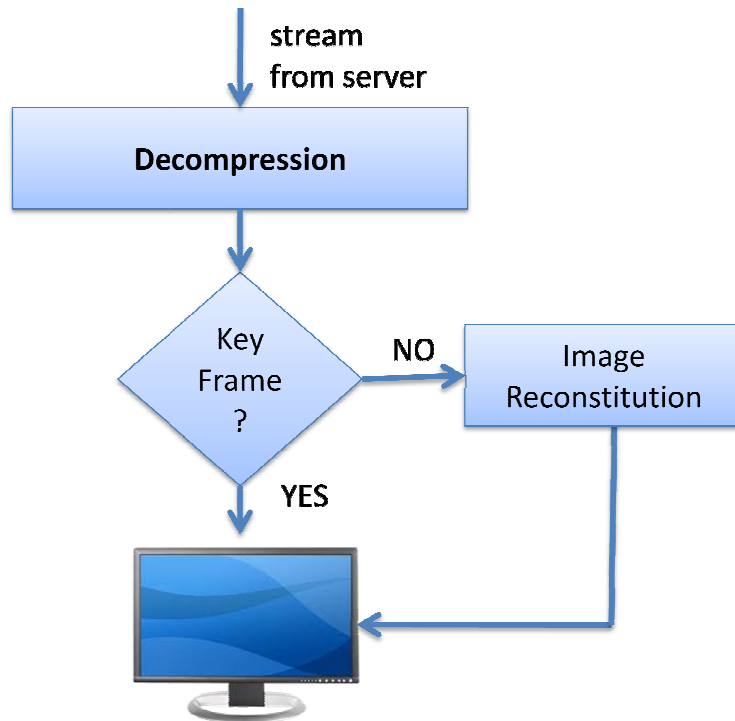 stream
from server
Decompression
Key
Frame
?
NO
Image
Reconstitution
YES